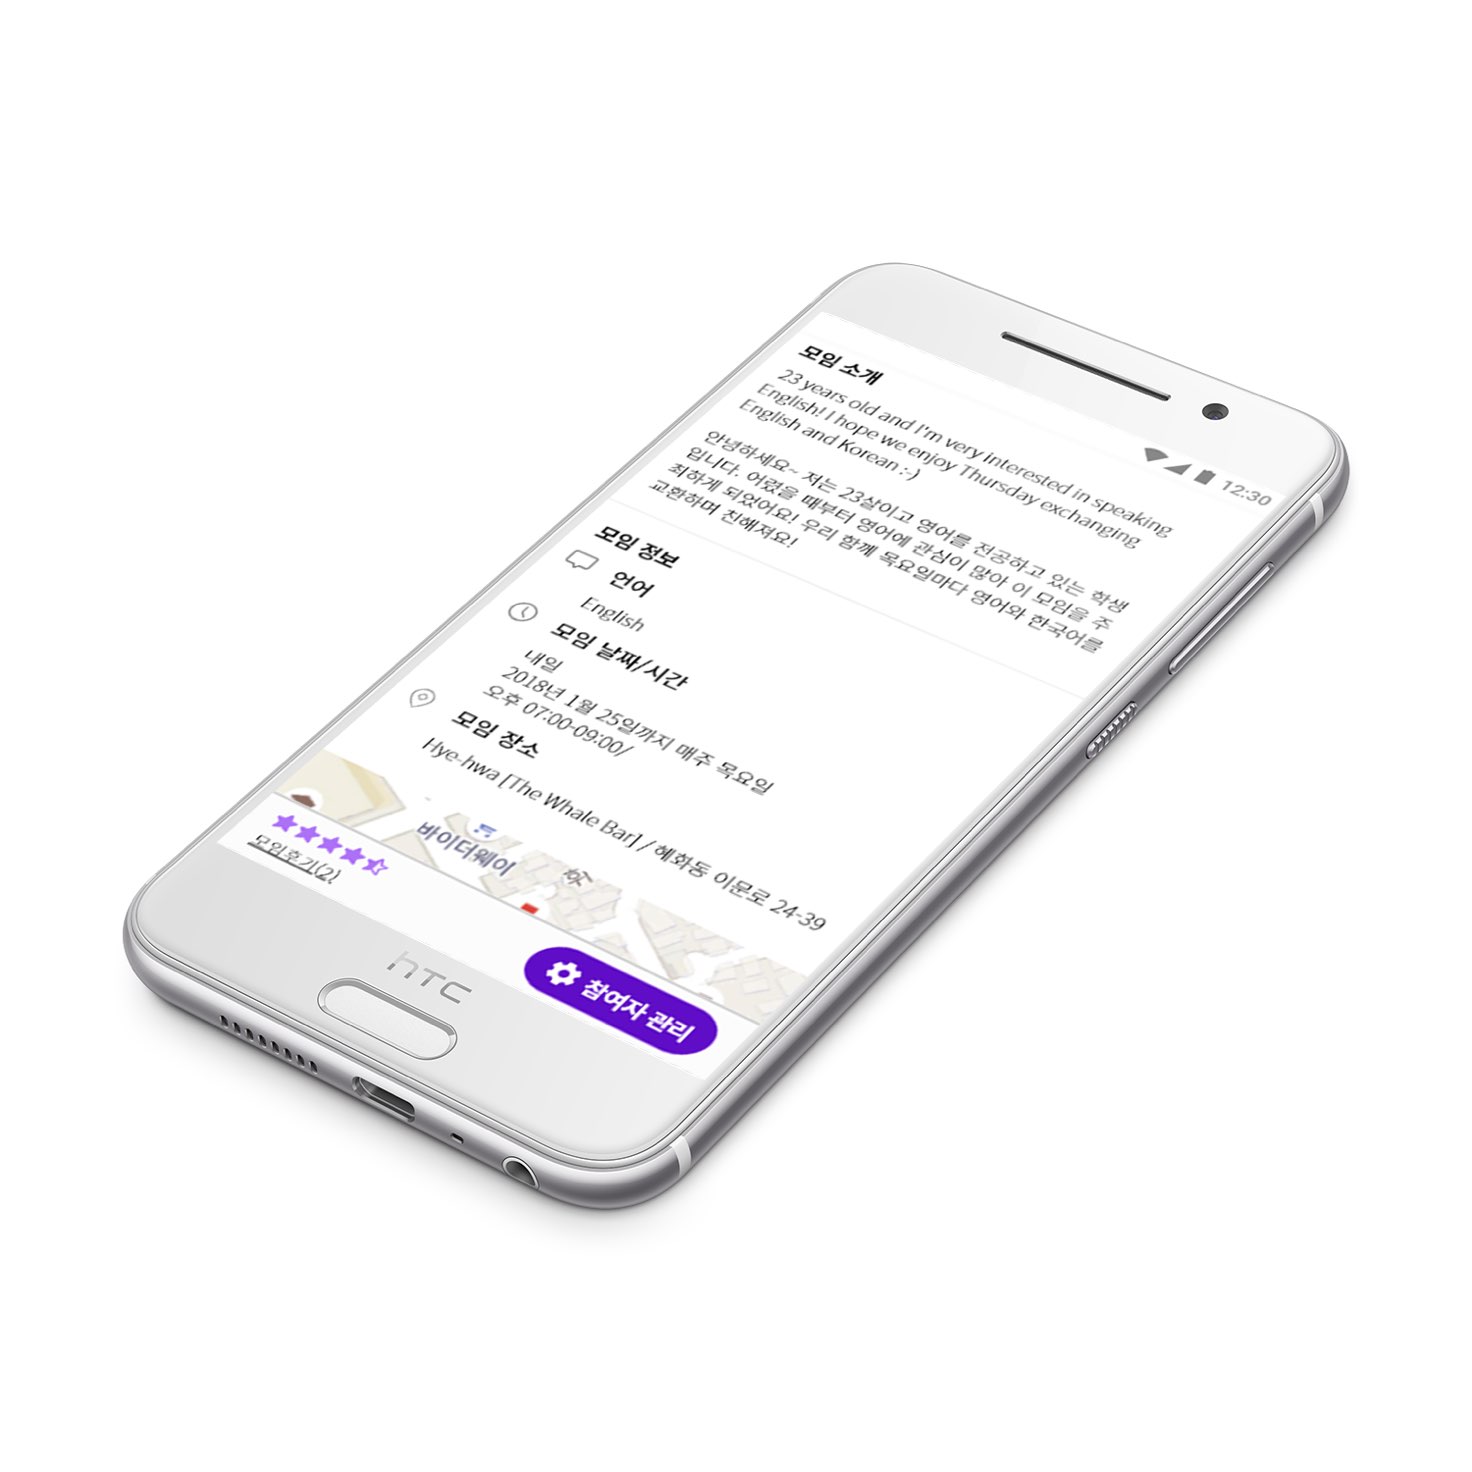 12:30
모임 소개
23 years old and I'm very interested in speaking
English! I hope we enjoy Thursday exchanging
English and Korean :-)
안녕하세요~ 저는 23살이고 영어를 전공하고 있는 학생
입니다. 어렸을 때부터 영어에 관심이 많아 이 모임을 주
최하게 되었어요! 우리 함께 목요일마다 영어와 한국어를
교환하며 친해져요!
모임 정보
언어
English
모임 날짜/시간
내일
2018년 1월 25일까지 매주 목요일
오후 07:00-09:00/
모임 장소
Hye-hwa [The Whale Bar] / 혜화동 이문로 24-39
바이더웨이
모임후기(2)
참여자 관리
hTC